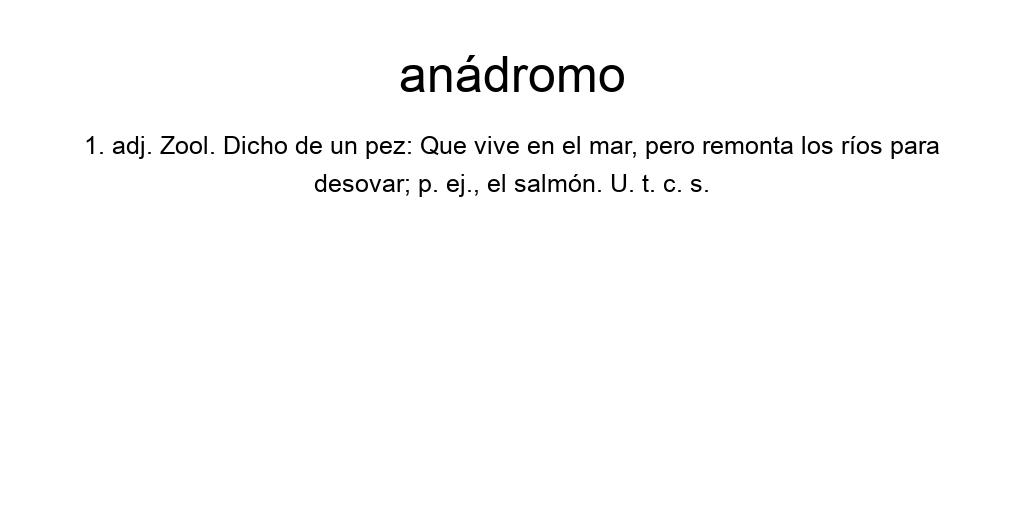 anádromo
1. adj. Zool. Dicho de un pez: Que vive en el mar, pero remonta los ríos para
desovar; p. ej., el salmón. U. t. c. s.